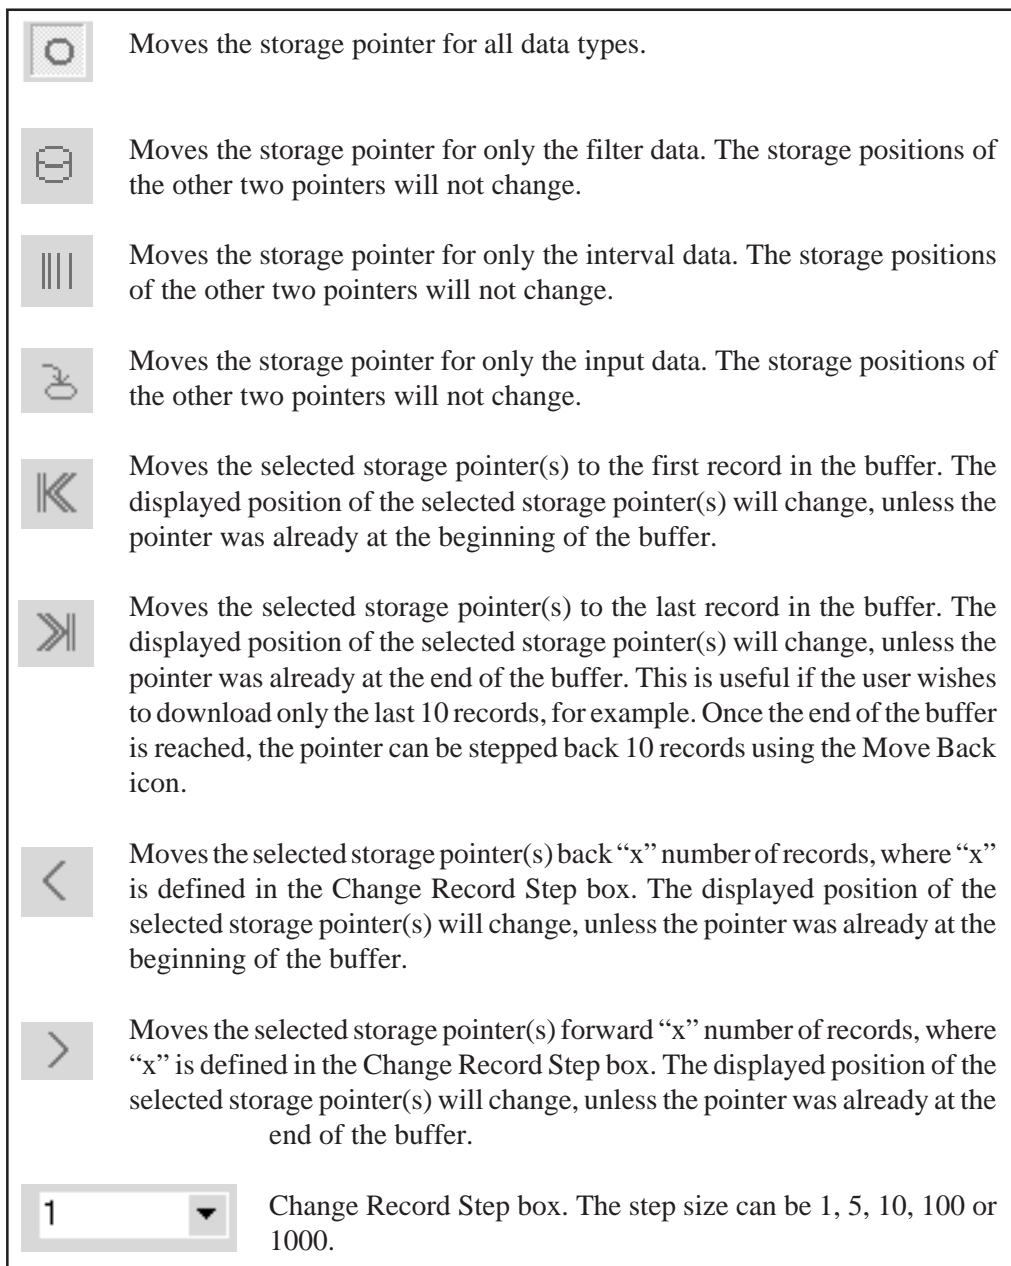 Moves the storage pointer for all data types.
Moves the storage pointer for only the filter data. The storage positions of
the other two pointers will not change.
Moves the storage pointer for only the interval data. The storage positions
of the other two pointers will not change.
Moves the storage pointer for only the input data. The storage positions of
the other two pointers will not change.
Moves the selected storage pointer(s) to the first record in the buffer. The
displayed position of the selected storage pointer(s) will change, unless the
pointer was already at the beginning of the buffer.
Moves the selected storage pointer(s) to the last record in the buffer. The
displayed position of the selected storage pointer(s) will change, unless the
pointer was already at the end of the buffer. This is useful if the user wishes
to download only the last 10 records, for example. Once the end of the buffer
is reached, the pointer can be stepped back 10 records using the Move Back
icon.
Moves the selected storage pointer(s) back “x” number of records, where “x”
is defined in the Change Record Step box. The displayed position of the
selected storage pointer(s) will change, unless the pointer was already at the
beginning of the buffer.
Moves the selected storage pointer(s) forward “x” number of records, where
“x” is defined in the Change Record Step box. The displayed position of the
selected storage pointer(s) will change, unless the pointer was already at the
end of the buffer.
1
Change Record Step box. The step size can be 1, 5, 10, 100 or
1000.